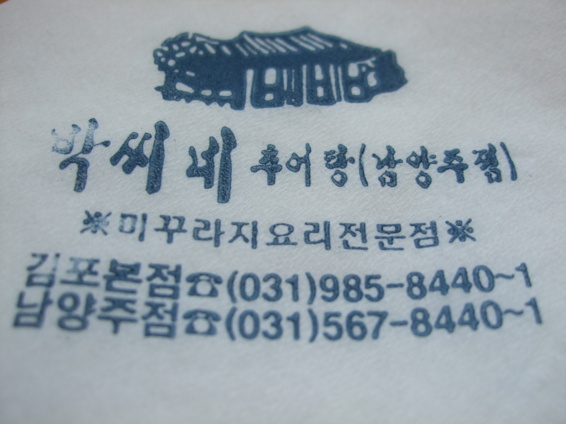 박씨네 추어탕(남양주점)
※미꾸라지요리전문점※
김포본점☎(031)985-8440~1
남양주점☎(031)567-8440~1